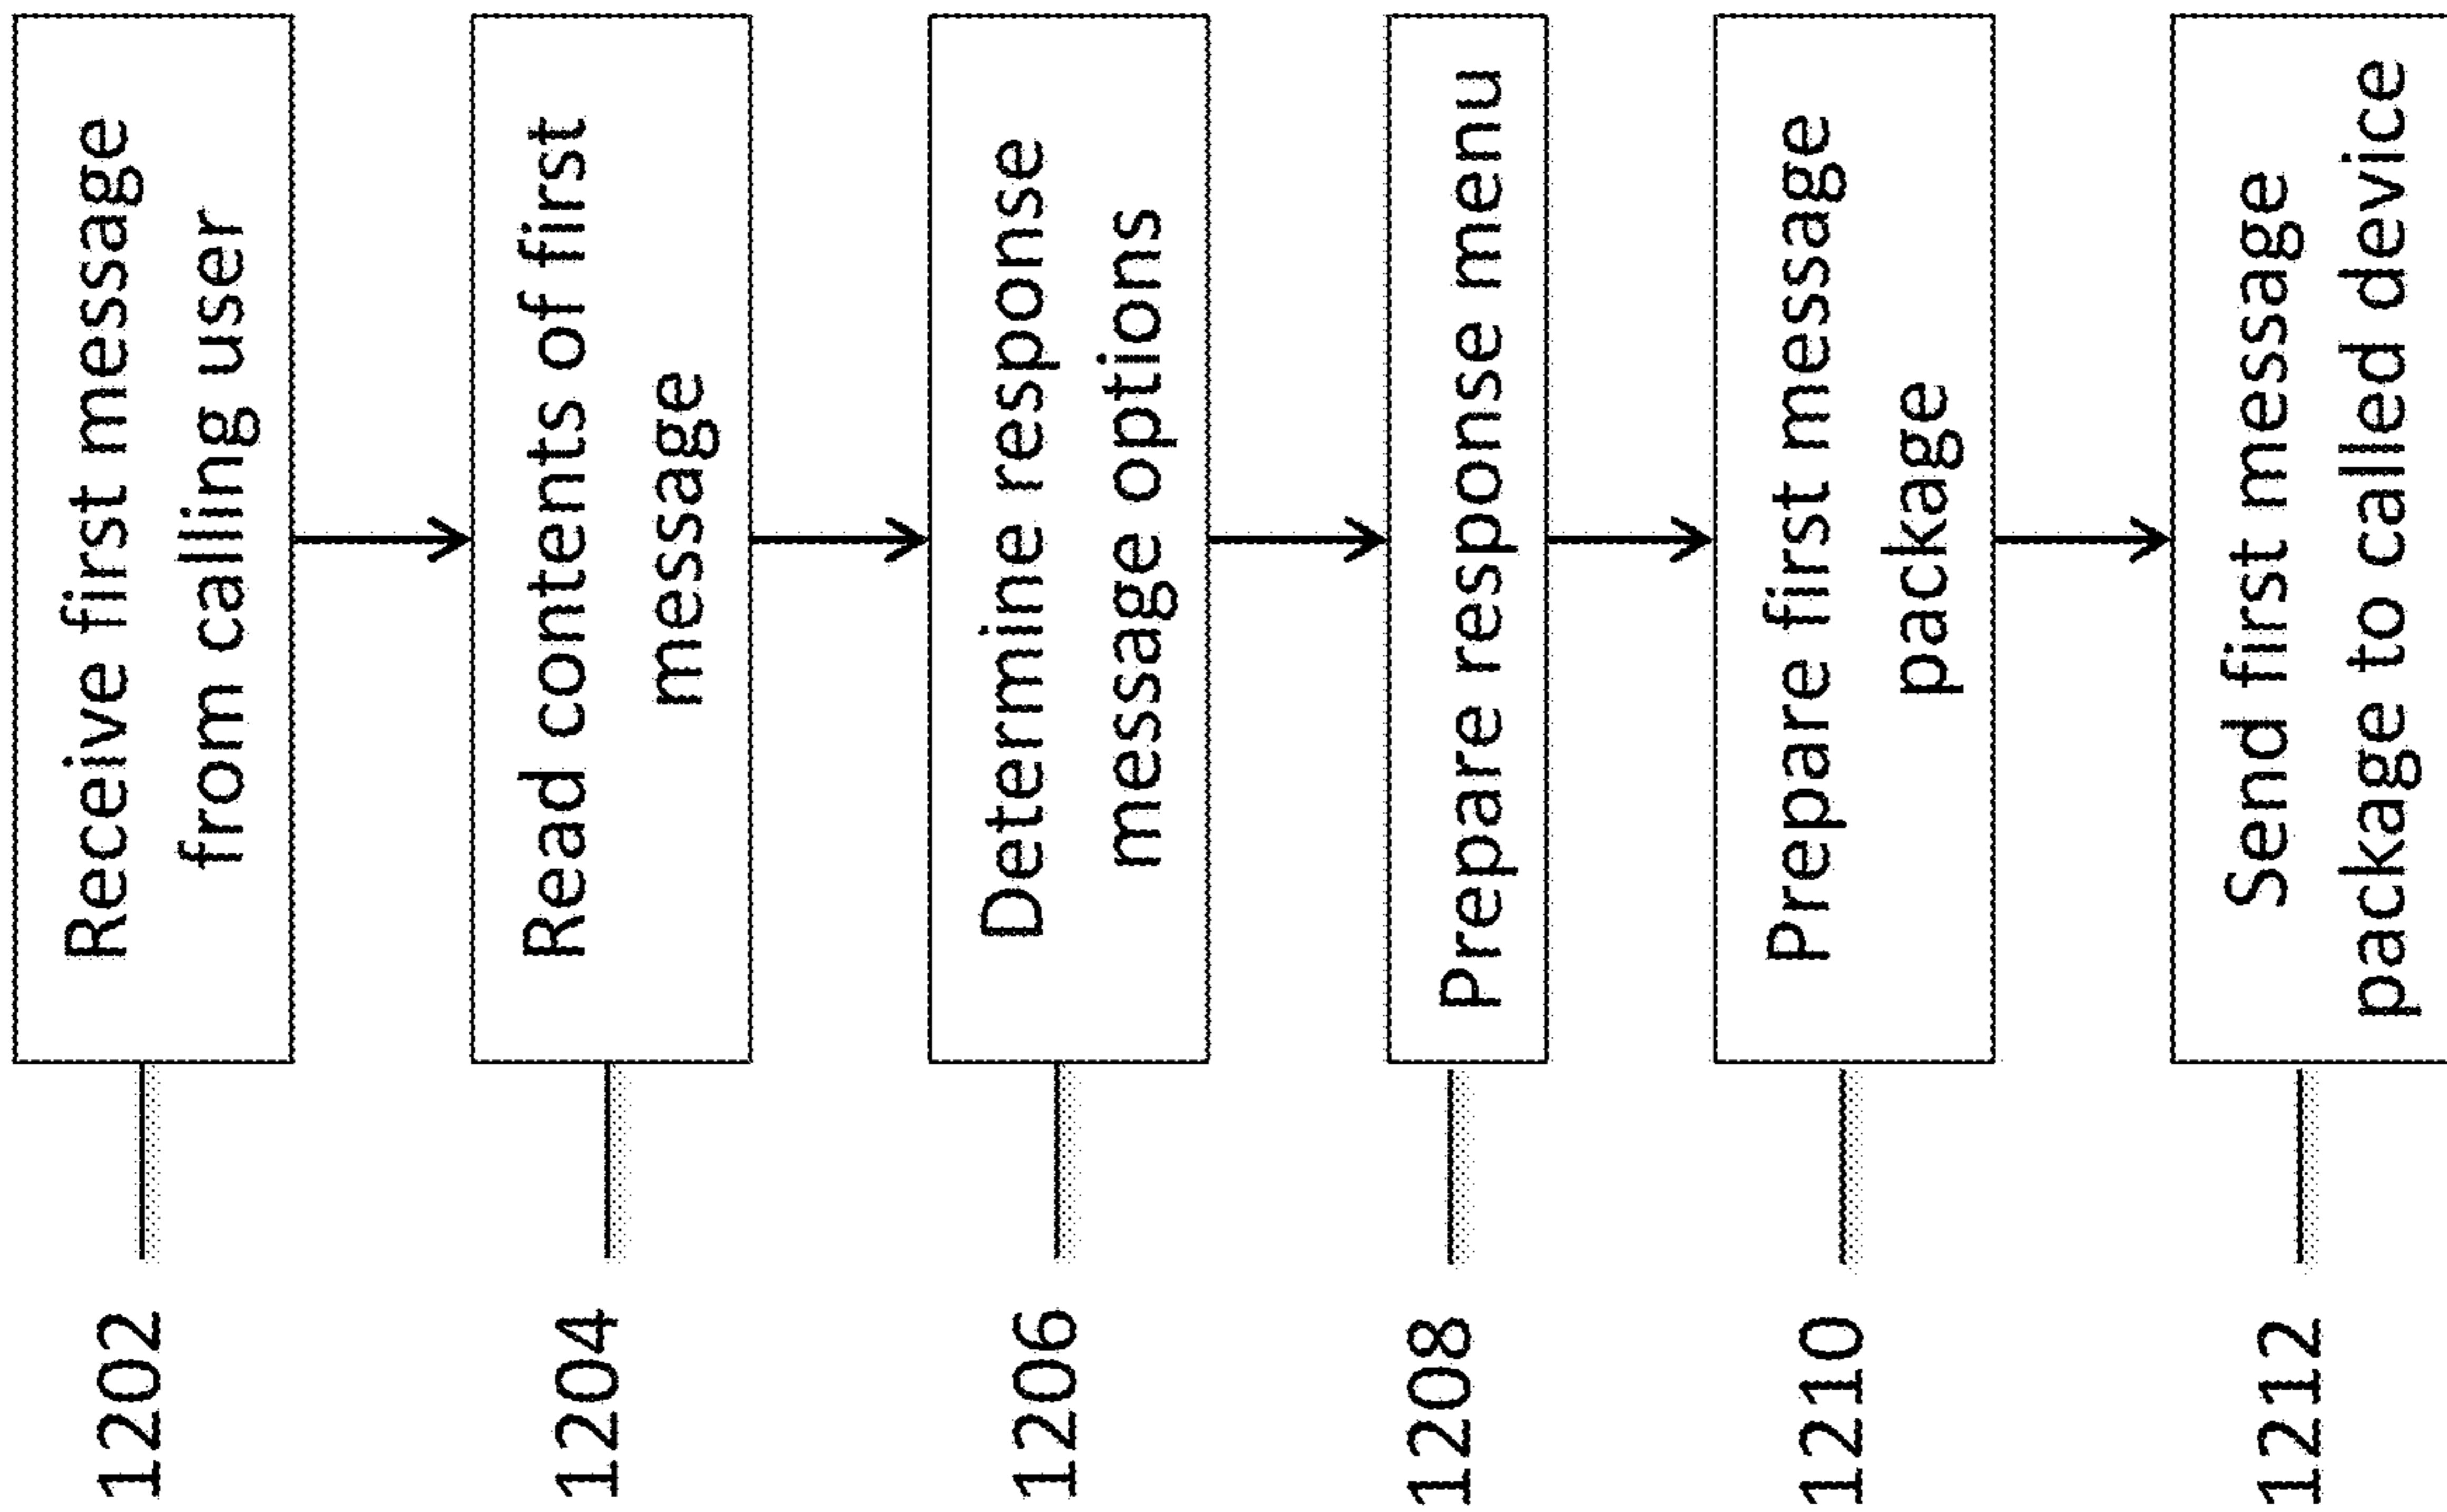 1202
Receive first message
from calling user
1204
Read contents of first
message
1206
Determine response
message options
1208
Prepare response menu
1210
Prepare first message
package
1212
Send first message
package to called device